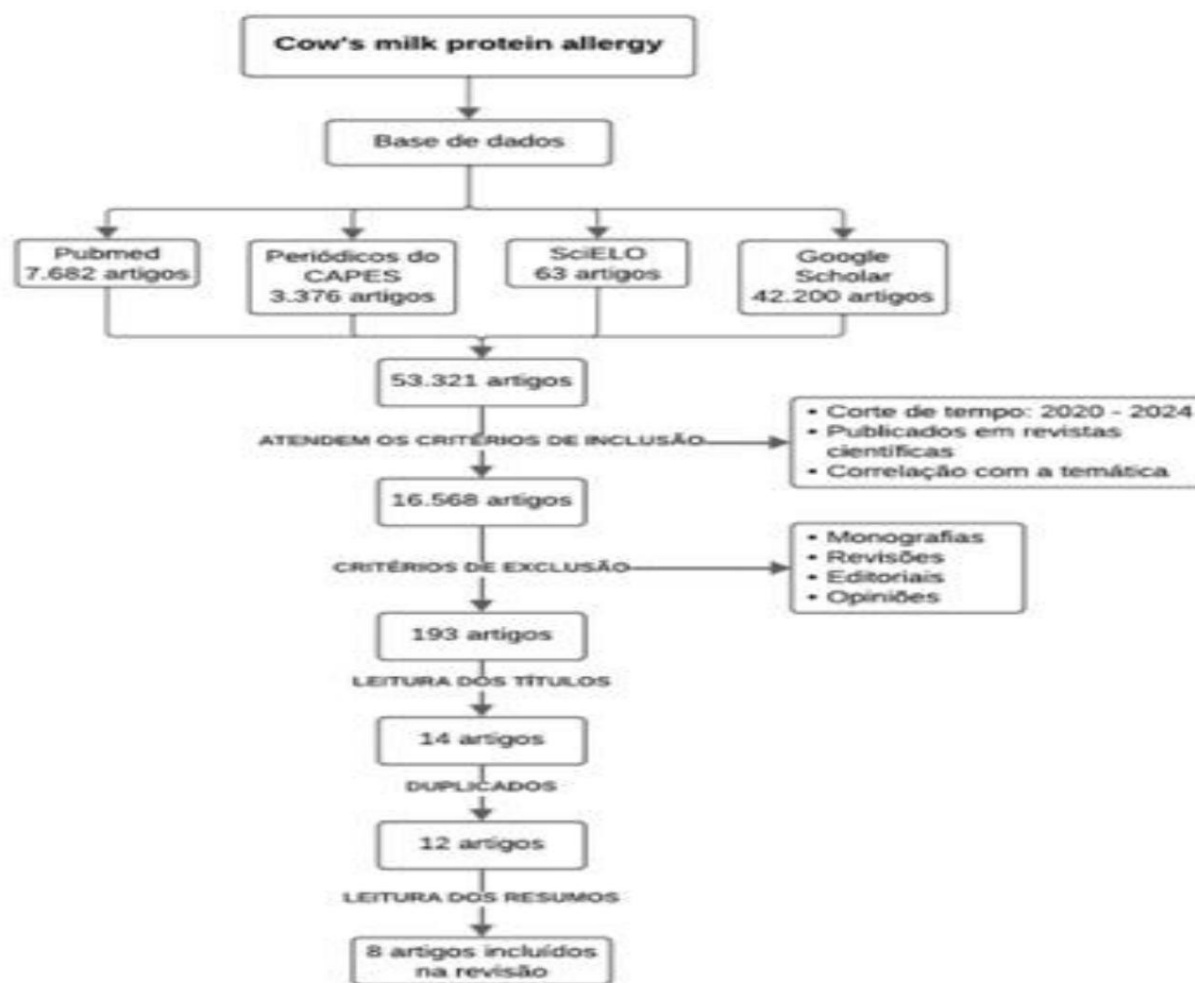 Cow's milk protein allergy
Base de dados
Pubmed
7.682 artigos
Periódicos do
CAPES
3.376 artigos
SciELO
63 artigos
Google
Scholar
42.200 artigos
53.321 artigos
ATENDEM OS CRITÉRIOS DE INCLUSÃO
• Corte de tempo: 2020 - 2024
• Publicados em revistas
científicas
• Correlação com a temática
16.568 artigos
CRITÉRIOS DE EXCLUSÃO
• Monografias
• Revisões
• Editoriais
• Opiniões
193 artigos
LEITURA DOS TÍTULOS
14 artigos
DUPLICADOS
12 artigos
LEITURA DOS RESUMOS
8 artigos incluídos
na revisão